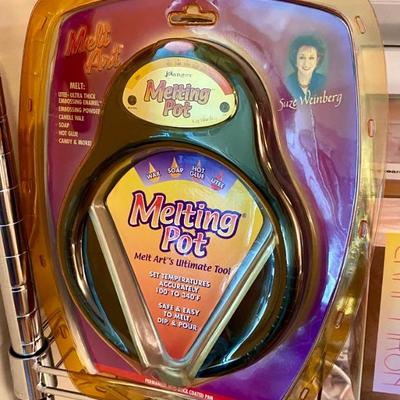 Melt
Art
MELT:
UTEE- ULTRA THICK
EMBOSSING ENAMEL
EMBOSSING POWDER
CANDLE WAX
SOAP
HOT GLUE
CANDY & MORE!
Ranger
Melting
Pot
Suze Weinberg
WAX
SOAP
HOT
GLUE
UTEE
Melting
Pot®
Melt Art's Ultimate Tool
SET TEMPERATURES
ACCURATELY
100° TO 340°F
SAFE & EASY
TO MELT,
DIP, & POUR